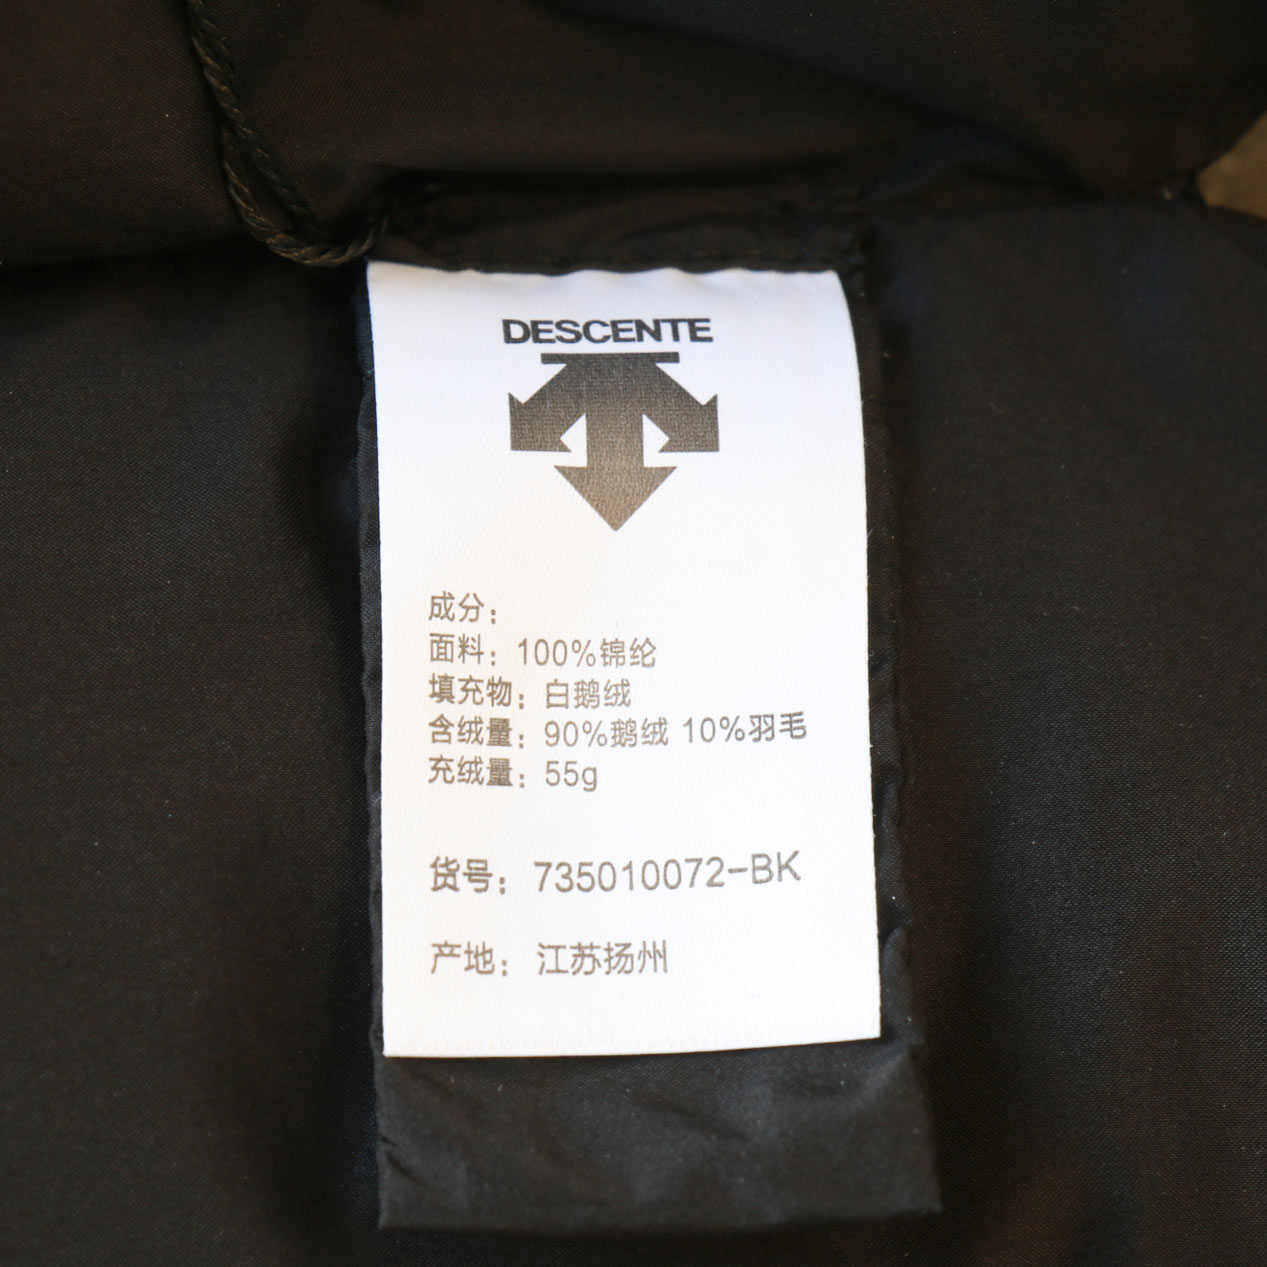 DESCENTE
成分：
面料：100%锦纶
填充物：白鹅绒
含绒量：90%鹅绒 10%羽毛
充绒量：55g
货号：735010072-BK
产地：江苏扬州